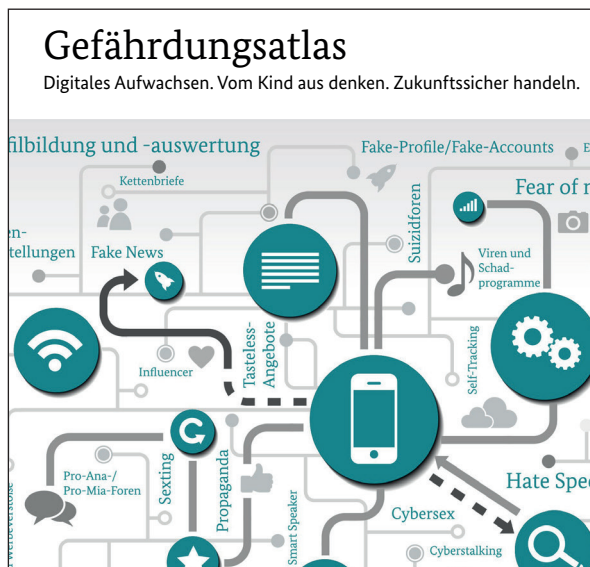 Gefährdungsatlas
Digitales Aufwachsen. Vom Kind aus denken. Zukunftssicher handeln.
filbildung und -auswertung
Fake-Profile/Fake-Accounts
Kettenbriefe
Fear of
en-
tellungen
Fake News
Suizidforen
Viren und
Schad-
programme
Tasteless-
Angebote
Influencer
Self-Tracking
Pro-Ana-/
Pro-Mia-Foren
Sexting
Propaganda
Hate Spe
Werbeverstöße
Smart Speaker
Cybersex
Cyberstalking